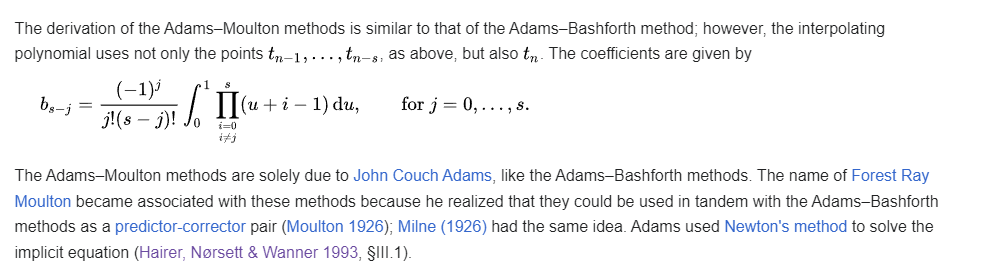 The derivation of the Adams–Moulton methods is similar to that of the Adams–Bashforth method; however, the interpolating
polynomial uses not only the points $t_{n-1}, \ldots, t_{n-s}$, as above, but also $t_n$. The coefficients are given by
$b_{s-j} = \frac{(-1)^j}{j!(s-j)!} \int_0^1 \prod_{\substack{i=0 \\ i \neq j}}^{s} (u+i-1)\, du, \quad \text{for } j = 0, \ldots, s.$
The Adams–Moulton methods are solely due to John Couch Adams, like the Adams–Bashforth methods. The name of Forest Ray
Moulton became associated with these methods because he realized that they could be used in tandem with the Adams–Bashforth
methods as a predictor-corrector pair (Moulton 1926); Milne (1926) had the same idea. Adams used Newton's method to solve the
implicit equation (Hairer, Nørsett & Wanner 1993, §III.1).